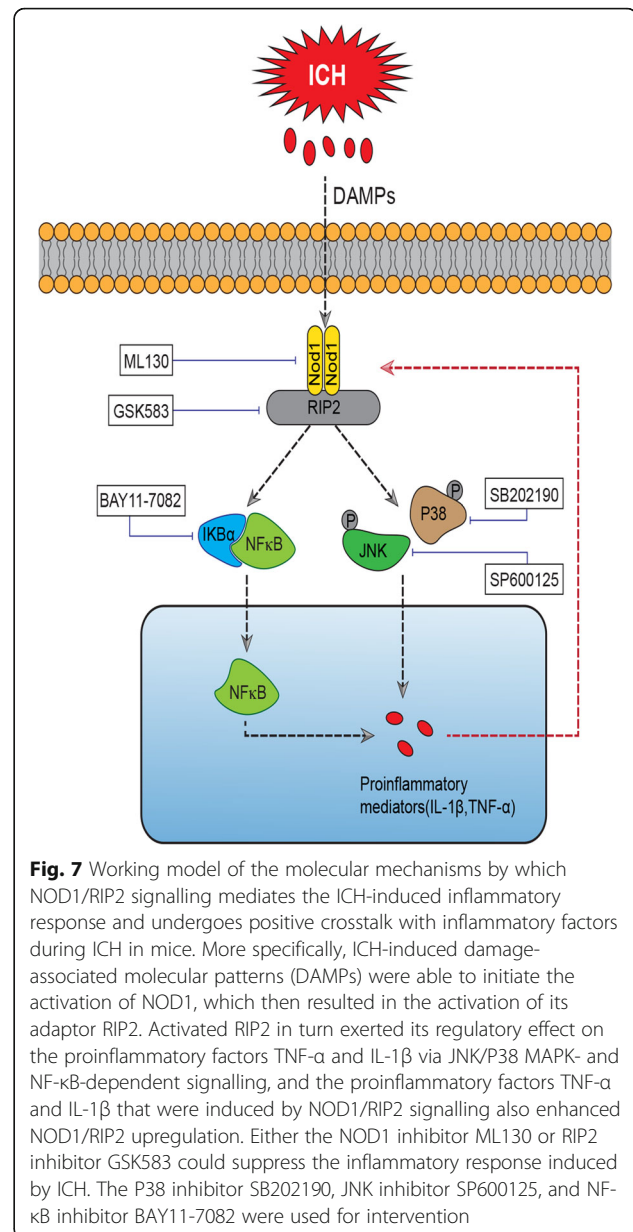 ICH
DAMPs
ML130
Nod1
Nod1
GSK583
RIP2
BAY11-7082
IKBα
NFκB
P
JNK
P
P38
SB202190
SP600125
NFκB
Proinflammatory
mediators(IL-1β,TNF-α)
Fig. 7 Working model of the molecular mechanisms by which
NOD1/RIP2 signalling mediates the ICH-induced inflammatory
response and undergoes positive crosstalk with inflammatory factors
during ICH in mice. More specifically, ICH-induced damage-
associated molecular patterns (DAMPs) were able to initiate the
activation of NOD1, which then resulted in the activation of its
adaptor RIP2. Activated RIP2 in turn exerted its regulatory effect on
the proinflammatory factors TNF-α and IL-1β via JNK/P38 MAPK- and
NF-κB-dependent signalling, and the proinflammatory factors TNF-α
and IL-1β that were induced by NOD1/RIP2 signalling also enhanced
NOD1/RIP2 upregulation. Either the NOD1 inhibitor ML130 or RIP2
inhibitor GSK583 could suppress the inflammatory response induced
by ICH. The P38 inhibitor SB202190, JNK inhibitor SP600125, and NF-
κB inhibitor BAY11-7082 were used for intervention